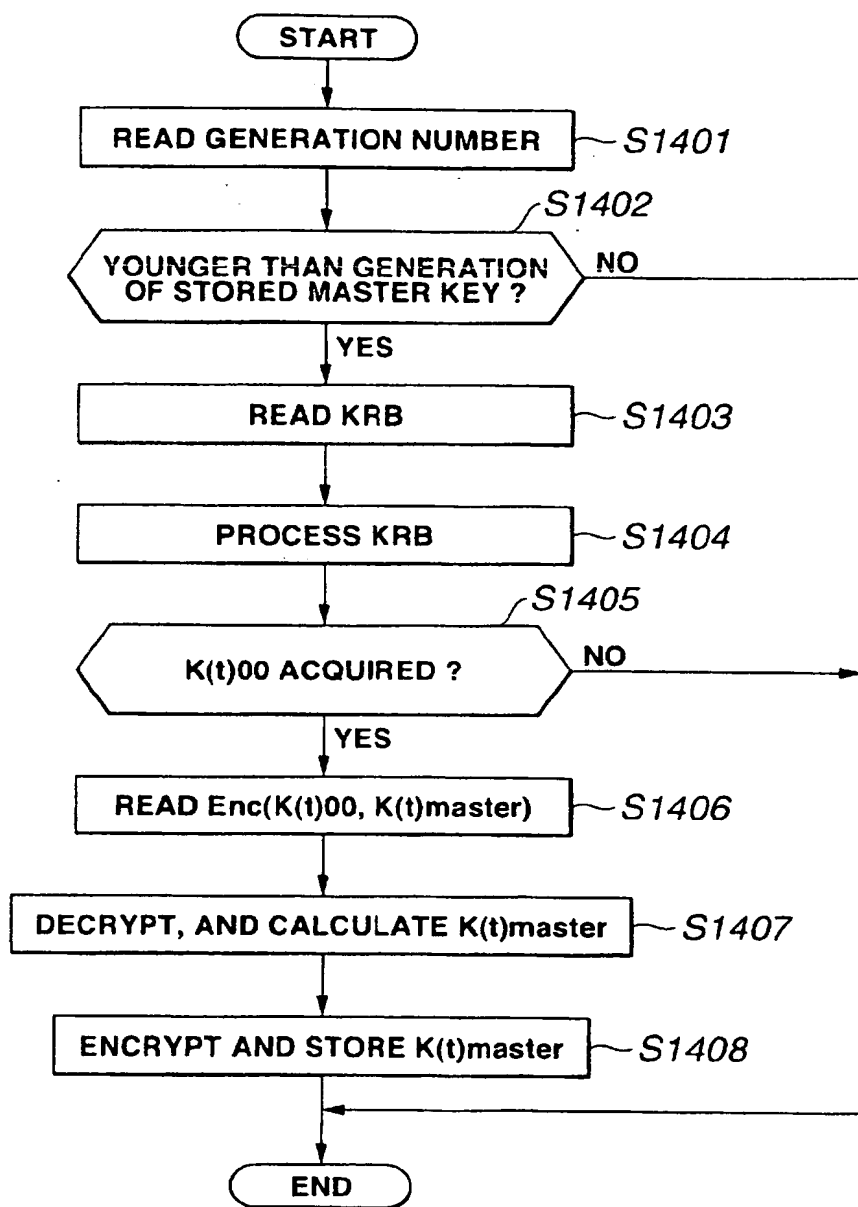 START
READ GENERATION NUMBER
S1401
S1402
YOUNGER THAN GENERATION
OF STORED MASTER KEY ?
NO
YES
READ KRB
S1403
PROCESS KRB
S1404
S1405
K(t)00 ACQUIRED ?
NO
YES
READ Enc(K(t)00, K(t)master)
S1406
DECRYPT, AND CALCULATE K(t)master
S1407
ENCRYPT AND STORE K(t)master
S1408
END